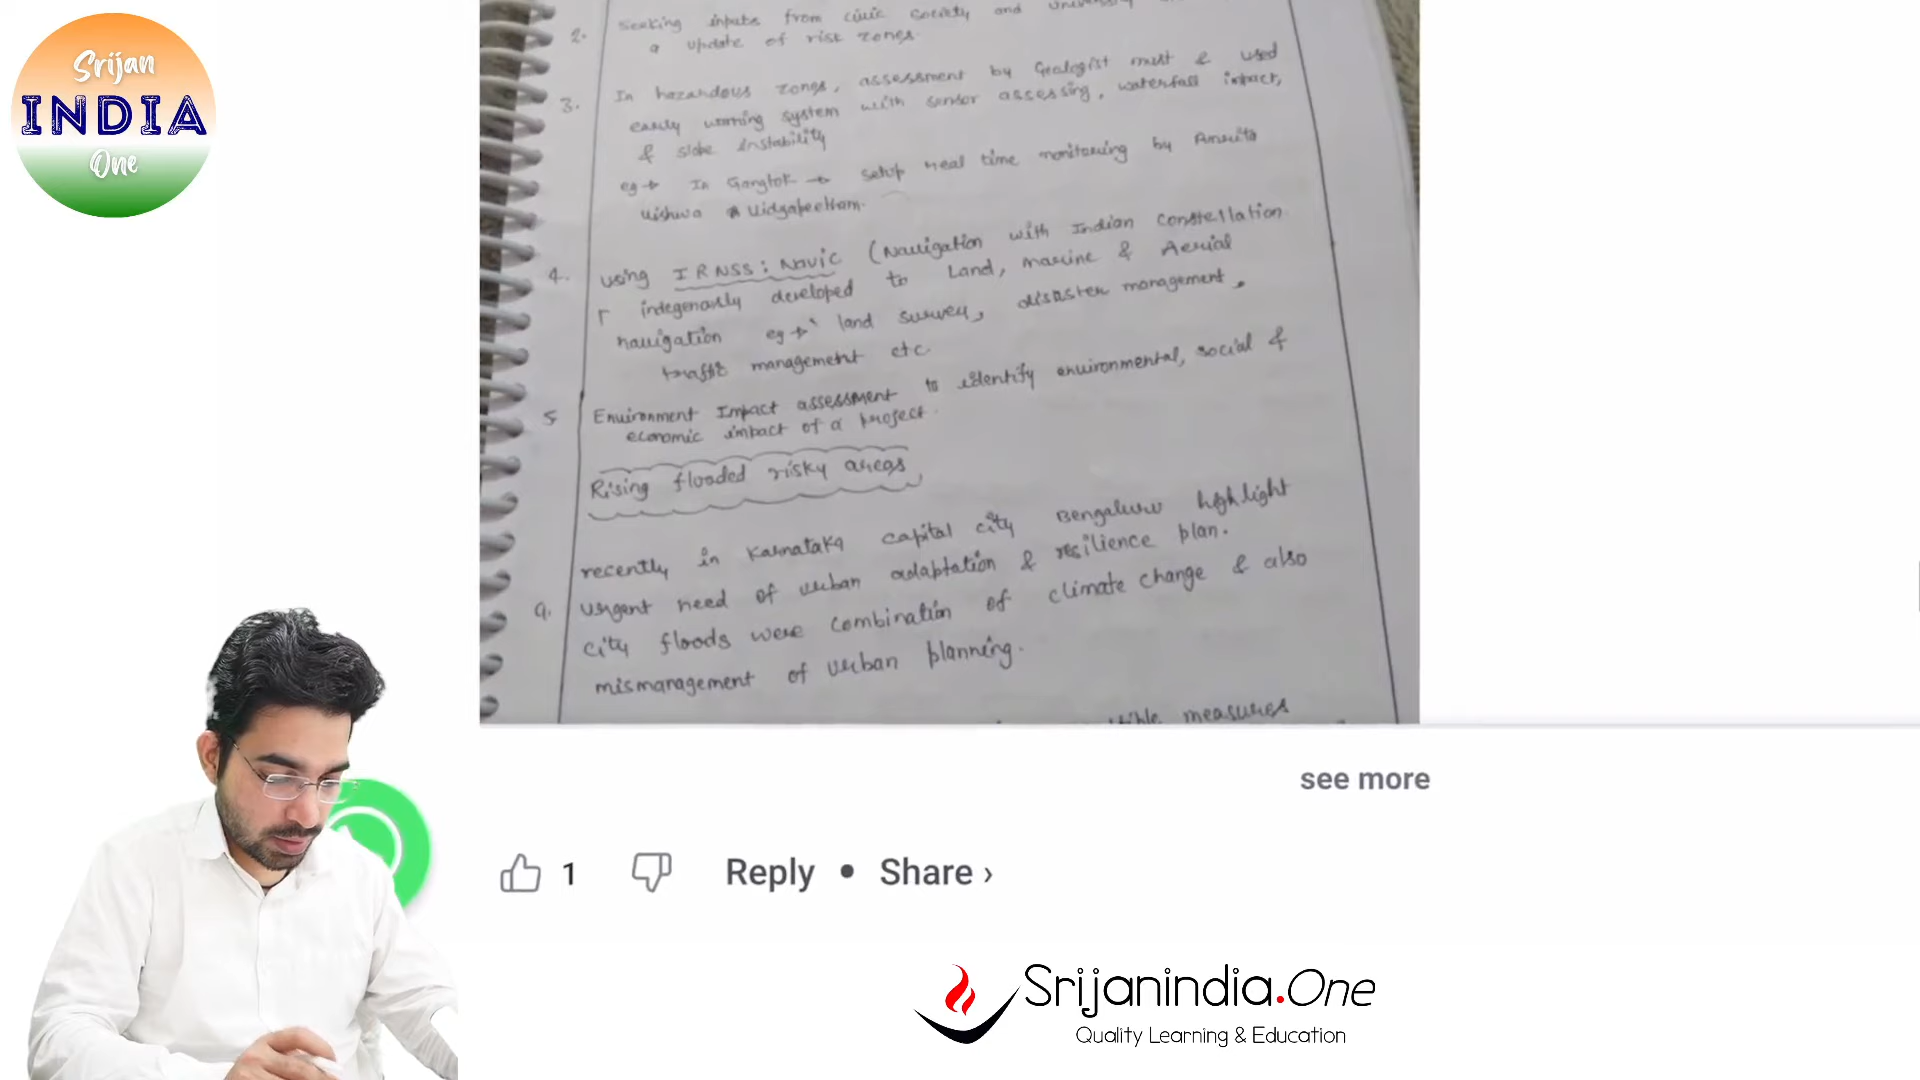 Srijan
INDIA
One
2. Seeking inputs from civic society and
a update of risk zones.
3. In hazardous zones, assessment by Geologist must & used
early warning system with sensor assessing, waterfall impact,
& slobe instability
eg → In Gangtok → setup real time monitoring by Amrita
vishwa Vidyapeetham.
4. using IRNSS: Navic (Navigation with Indian constellation
indegenously developed to Land, marine & Aerial
navigation eg → land survey, disaster management,
traffic management etc.
5 Environment Impact assessment to identify environmental, social &
economic impact of a project.
Rising flooded risky areas
recently in Karnataka capital city Bengaluru highlight
9. urgent need of urban adaptation & resilience plan.
city floods were combination of climate change & also
mismanagement of urban planning.
measures
see more
1 Reply • Share ›
Srijanindia.One
Quality Learning & Education